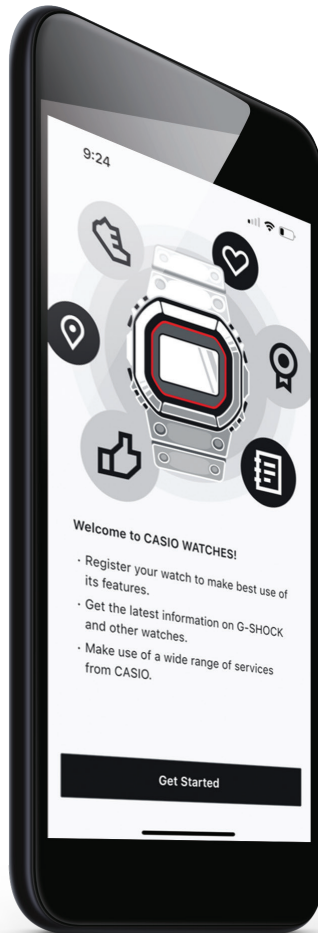 9:24
Welcome to CASIO WATCHES!
· Register your watch to make best use of
its features.
· Get the latest information on G-SHOCK
and other watches.
· Make use of a wide range of services
from CASIO.
Get Started